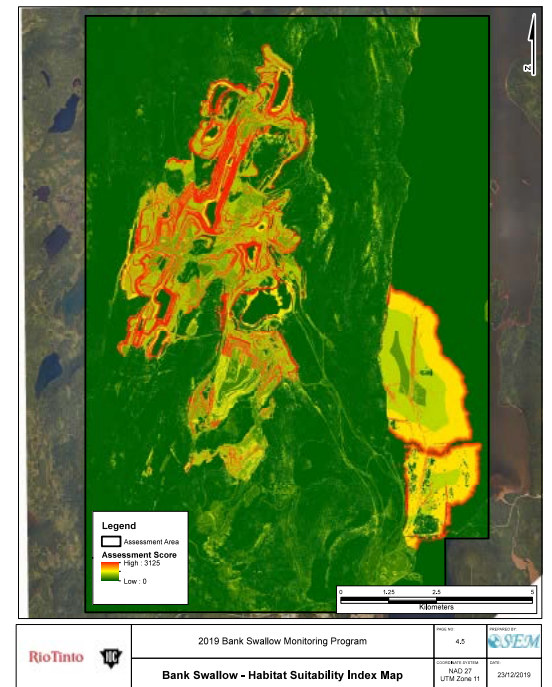 N
Legend
Assessment Area
Assessment Score
High : 3125
Low : 0
0 1.25 2.5 5
Kilometers
RioTinto
IOC
2019 Bank Swallow Monitoring Program
Bank Swallow - Habitat Suitability Index Map
PAGE NO.
4.5
PREPARED BY:
SEM
COORDINATE SYSTEM:
NAD 27
UTM Zone 11
DATE:
23/12/2019